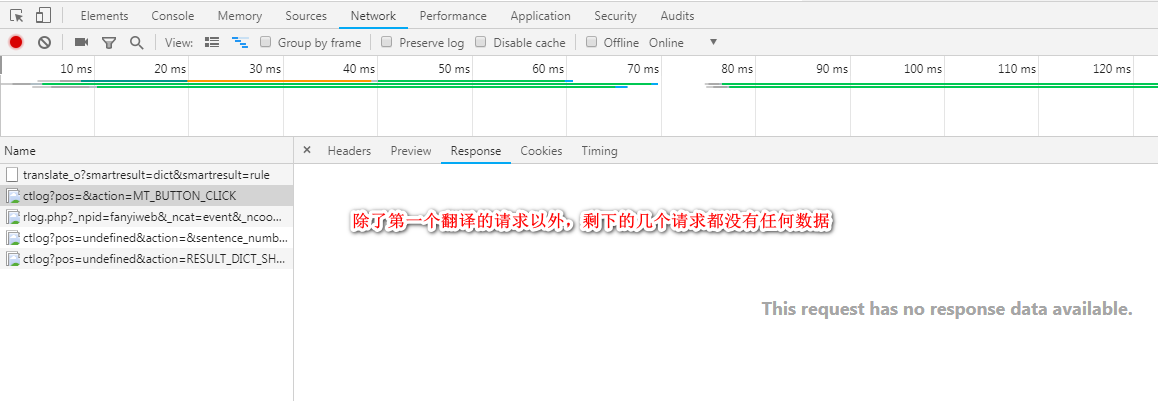 Elements Console Memory Sources Network Performance Application Security Audits
View: Group by frame Preserve log Disable cache Offline Online
10 ms 20 ms 30 ms 40 ms 50 ms 60 ms 70 ms 80 ms 90 ms 100 ms 110 ms 120 ms
Name × Headers Preview Response Cookies Timing
translate_o?smartresult=dict&smartresult=rule
ctlog?pos=&action=MT_BUTTON_CLICK
rlog.php?_npid=fanyiweb&_ncat=event&_ncoo...
ctlog?pos=undefined&action=&sentence_numb...
ctlog?pos=undefined&action=RESULT_DICT_SH...
除了第一个翻译的请求以外，剩下的几个请求都没有任何数据
This request has no response data available.